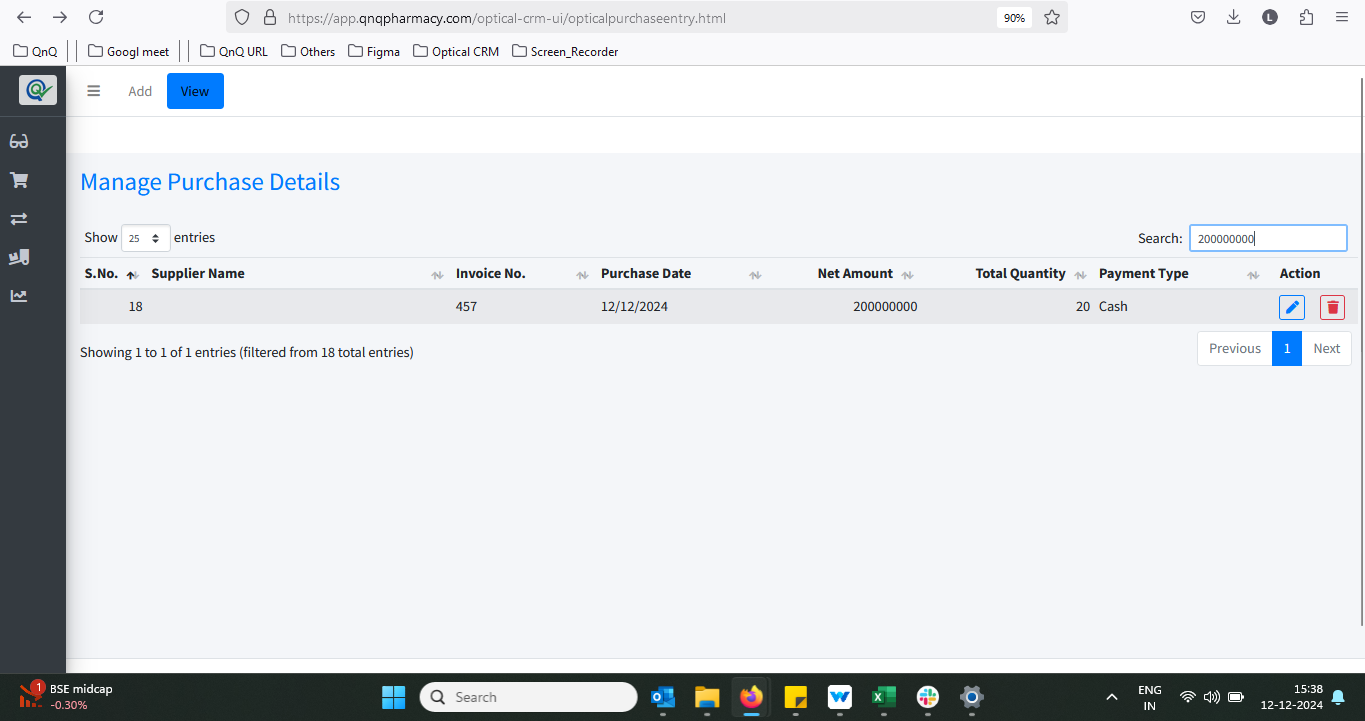 https://app.qnqpharmacy.com/optical-crm-ui/opticalpurchaseentry.html 90% L
QnQ Googl meet QnQ URL Others Figma Optical CRM Screen_Recorder
Add View
Manage Purchase Details
Show 25 entries Search: 200000000
S.No. Supplier Name Invoice No. Purchase Date Net Amount Total Quantity Payment Type Action
18 457 12/12/2024 200000000 20 Cash
Showing 1 to 1 of 1 entries (filtered from 18 total entries) Previous 1 Next
1 BSE midcap Search ENG 15:38
-0.30% IN 12-12-2024